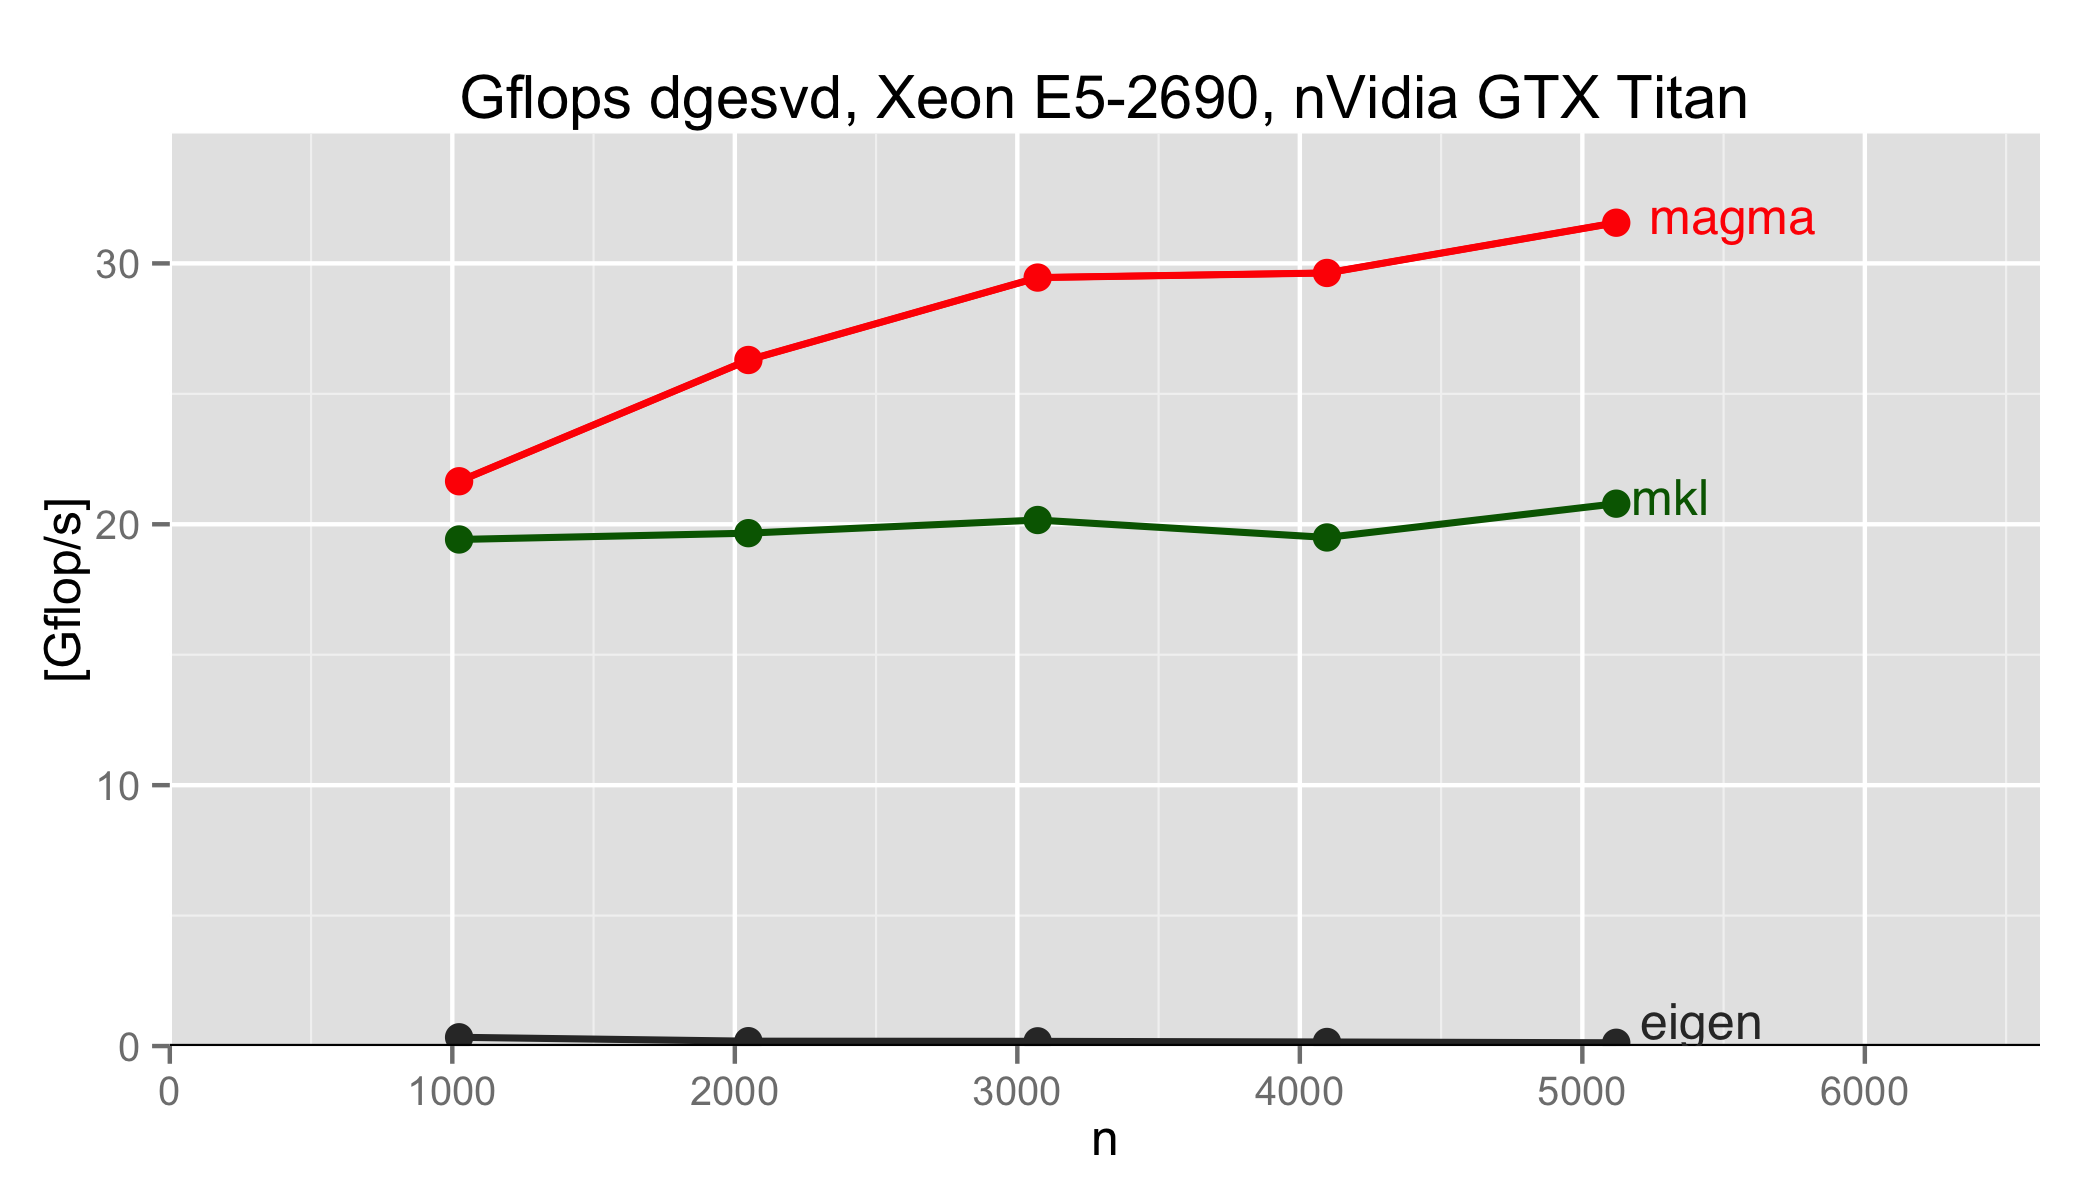 Gflops dgesvd, Xeon E5-2690, nVidia GTX Titan
[Gflop/s]
30
20
10
0
magma
mkl
eigen
0 1000 2000 3000 4000 5000 6000
n